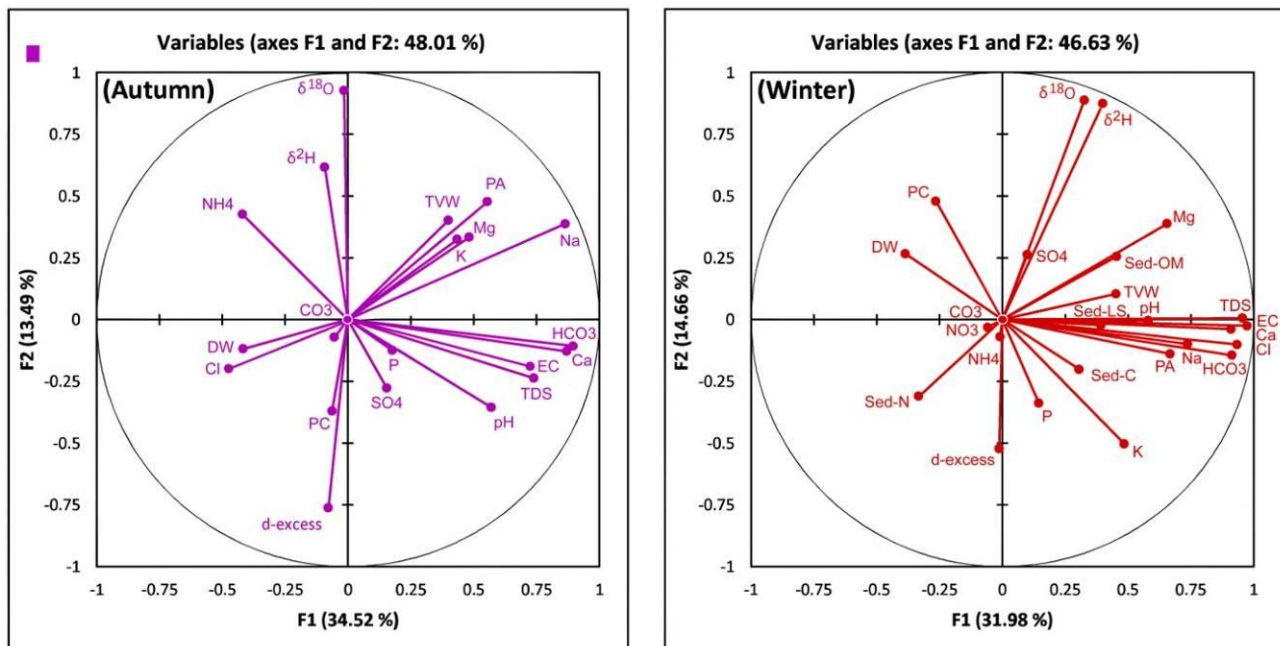 Variables (axes F1 and F2: 48.01 %)
(Autumn)
1
0.75
0.5
0.25
0
-0.25
-0.5
-0.75
-1
F2 (13.49 %)
δ18O
δ2H
NH4
TVW
PA
Mg
K
Na
CO3
HCO3
DW
Cl
P
EC
Ca
TDS
SO4
PC
pH
d-excess
-1
-0.75
-0.5
-0.25
0
0.25
0.5
0.75
1
F1 (34.52 %)
Variables (axes F1 and F2: 46.63 %)
(Winter)
1
0.75
0.5
0.25
0
-0.25
-0.5
-0.75
-1
F2 (14.66 %)
δ18O
δ2H
PC
Mg
DW
SO4
Sed-OM
TVW
CO3
Sed-LS
pH
TDS
NO3
EC
Ca
NH4
Na
Cl
PA
HCO3
Sed-C
Sed-N
P
K
d-excess
-1
-0.75
-0.5
-0.25
0
0.25
0.5
0.75
1
F1 (31.98 %)